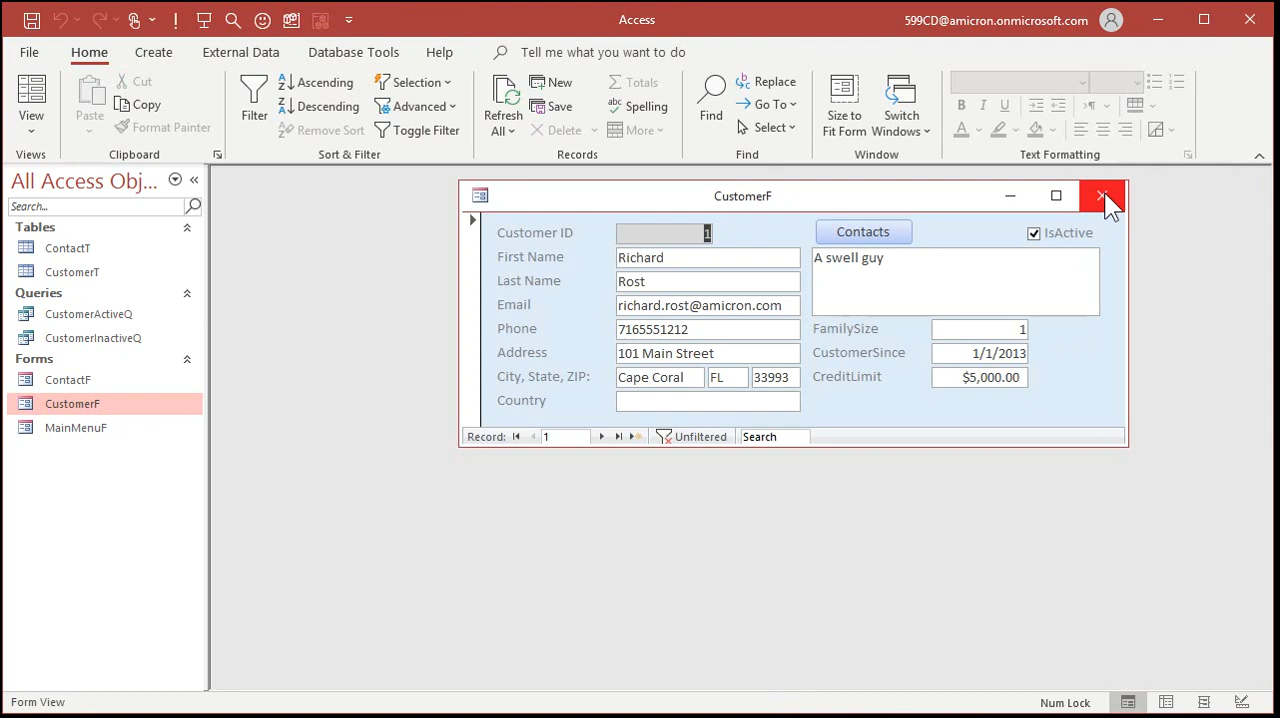 Access
599CD@amicron.onmicrosoft.com
File Home Create External Data Database Tools Help Tell me what you want to do
View
Views
Paste
Cut
Copy
Format Painter
Clipboard
Filter
Ascending
Descending
Remove Sort
Selection
Advanced
Toggle Filter
Sort & Filter
Refresh All
New
Save
Delete
Totals
Spelling
More
Records
Find
Replace
Go To
Select
Find
Size to Fit Form
Switch Windows
Window
B I U
A
Text Formatting
All Access Obj...
Search...
Tables
ContactT
CustomerT
Queries
CustomerActiveQ
CustomerInactiveQ
Forms
ContactF
CustomerF
MainMenuF
CustomerF
Customer ID 1
First Name Richard
Last Name Rost
Email richard.rost@amicron.com
Phone 7165551212
Address 101 Main Street
City, State, ZIP: Cape Coral FL 33993
Country
Contacts
IsActive
A swell guy
FamilySize 1
CustomerSince 1/1/2013
CreditLimit $5,000.00
Record: 1 Unfiltered Search
Form View
Num Lock